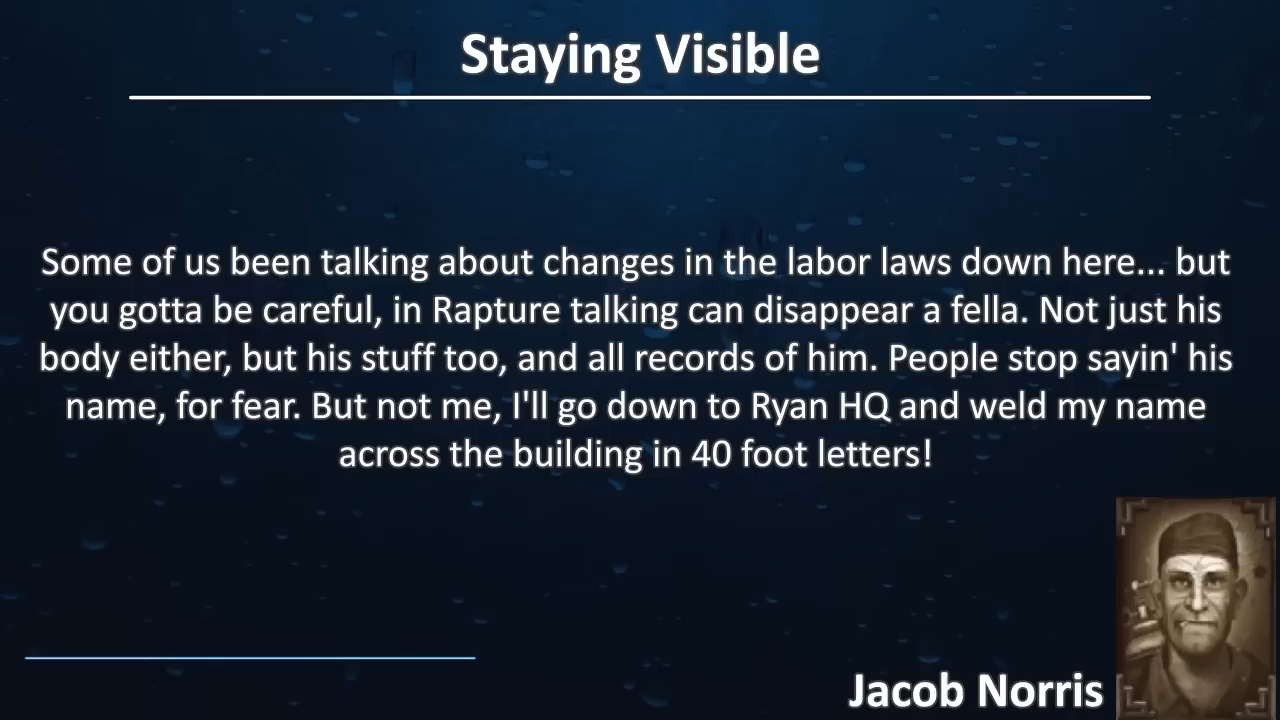 Staying Visible
Some of us been talking about changes in the labor laws down here... but
you gotta be careful, in Rapture talking can disappear a fella. Not just his
body either, but his stuff too, and all records of him. People stop sayin' his
name, for fear. But not me, I'll go down to Ryan HQ and weld my name
across the building in 40 foot letters!
Jacob Norris